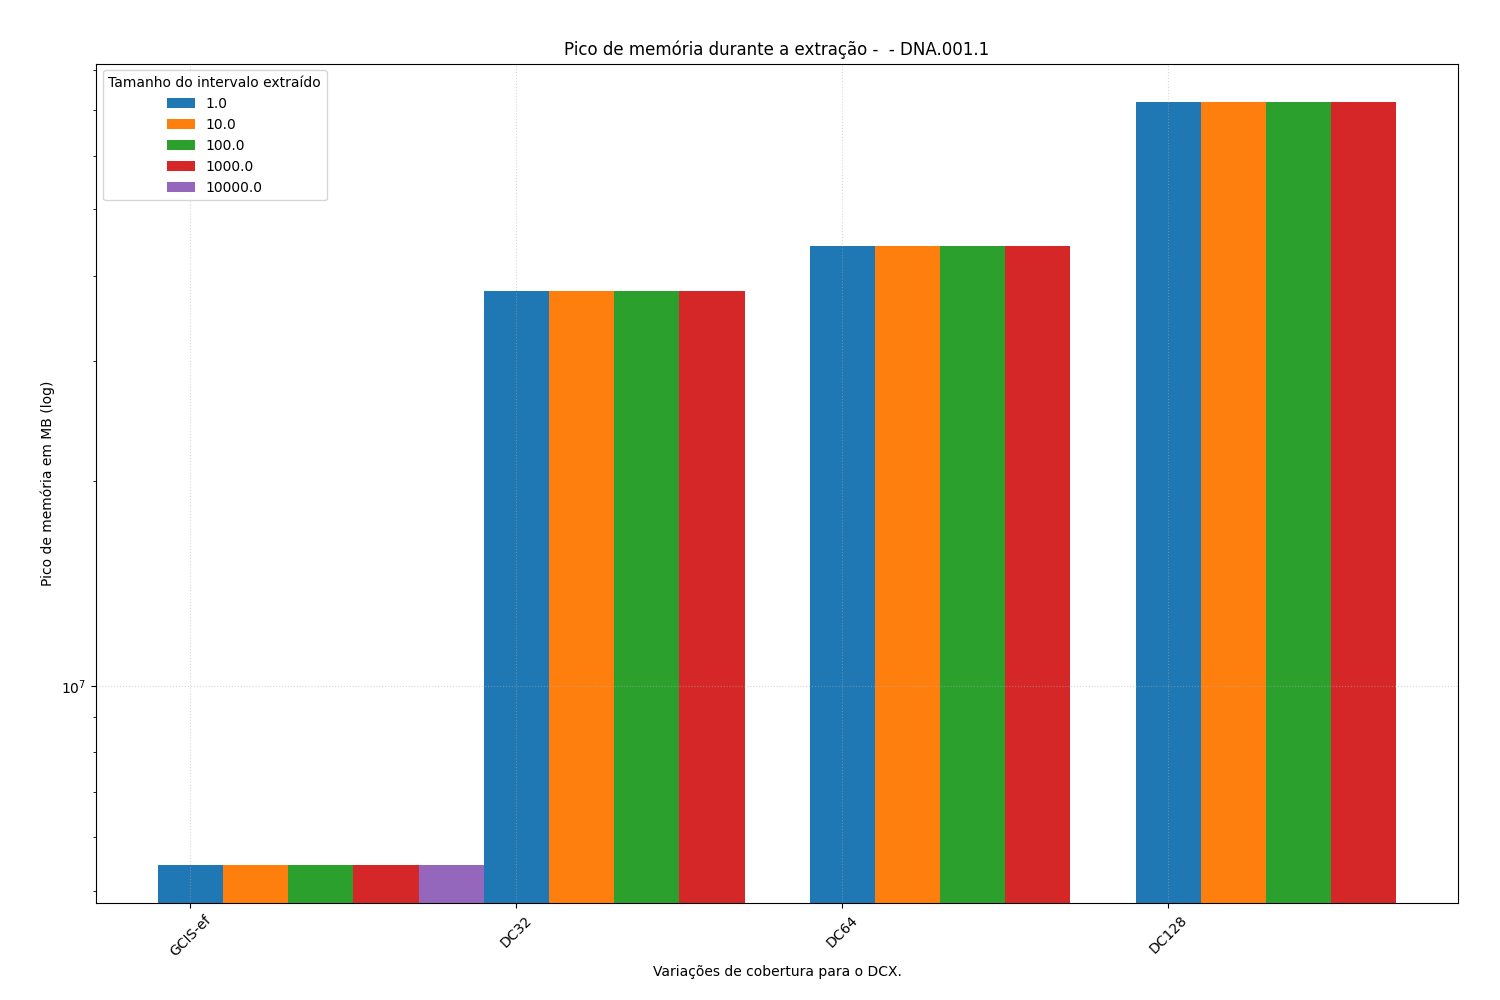 Pico de memória durante a extração -  - DNA.001.1
Tamanho do intervalo extraído
1.0
10.0
100.0
1000.0
10000.0
Pico de memória em MB (log)
10⁷
GCIS-ef
DC32
DC64
DC128
Variações de cobertura para o DCX.